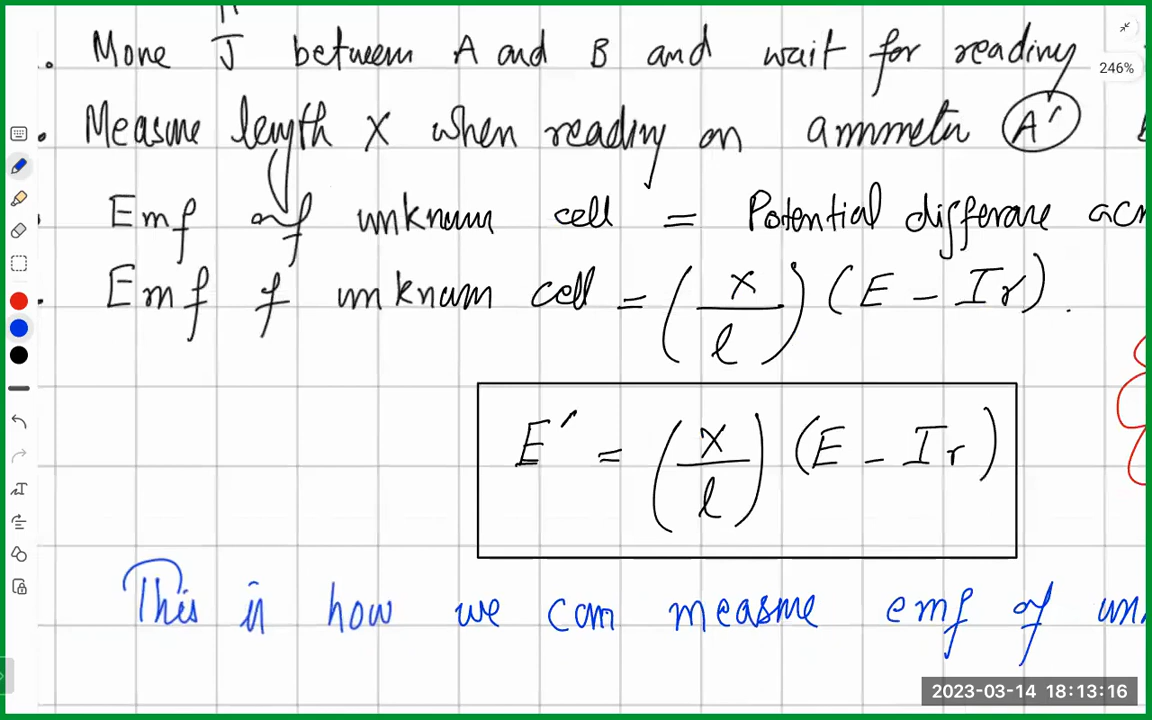 . Move J between A and B and wait for reading
246%
. Measure length X when reading on ammeter A'
. Emf of unknown cell = Potential difference acr
. Emf of unknown cell = (x/l) (E - Ir).
E' = (x/l) (E - Ir)
This is how we can measure emf of un
2023-03-14 18:13:16